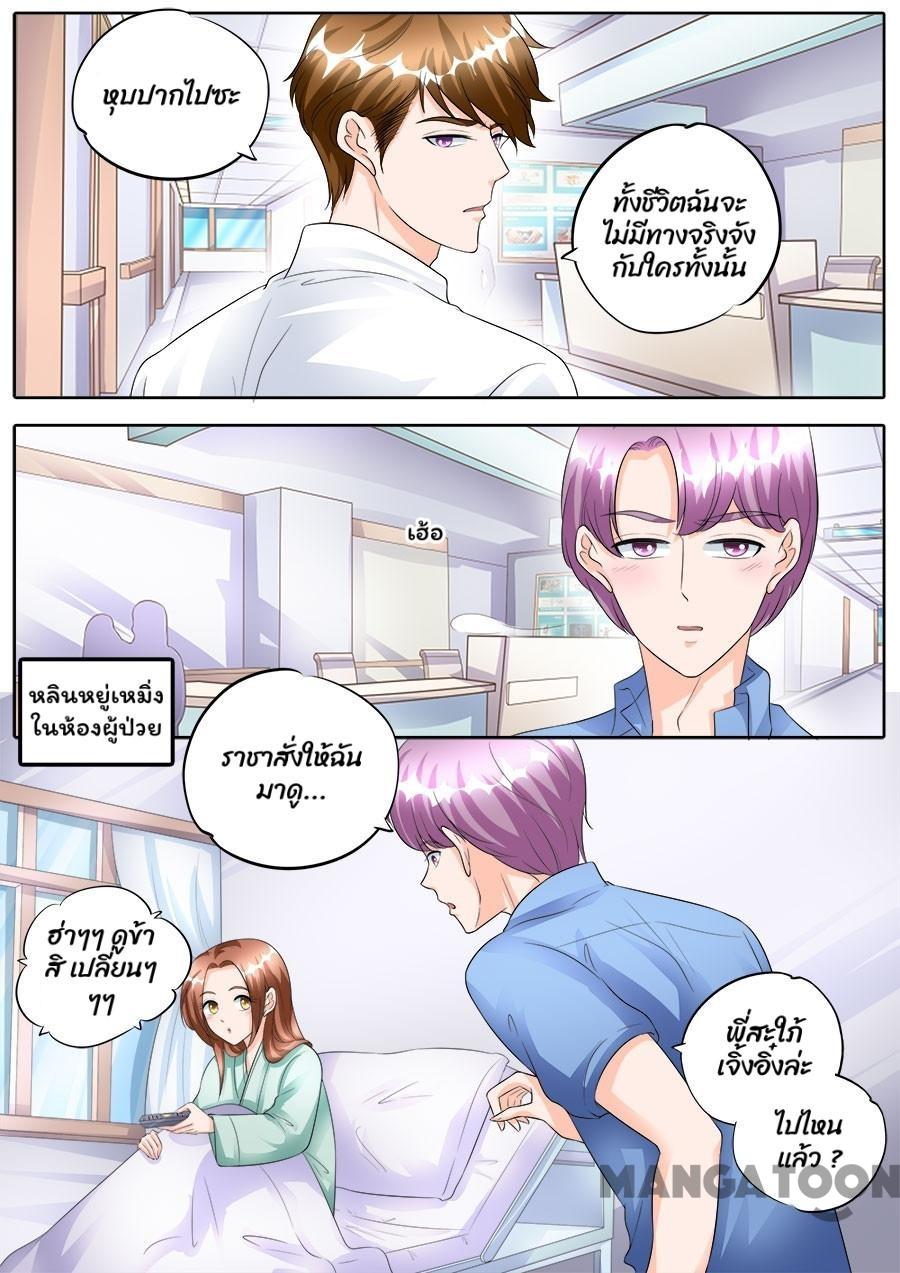 หุบปากไปซะ
ทั้งชีวิตฉันจะ
ไม่มีทางจริงจัง
กับใครทั้งนั้น
เฮ้อ
หลินหยู่เหมิ่ง
ในห้องผู้ป่วย
ราชาสั่งให้ฉัน
มาดู...
ฮ่าๆๆ ดูข้า
สิ เปลี่ยนๆ
ๆๆ
พี่สะใภ้
เจิ้งอิ๋งล่ะ
ไปไหน
แล้ว ?
MANGATOON